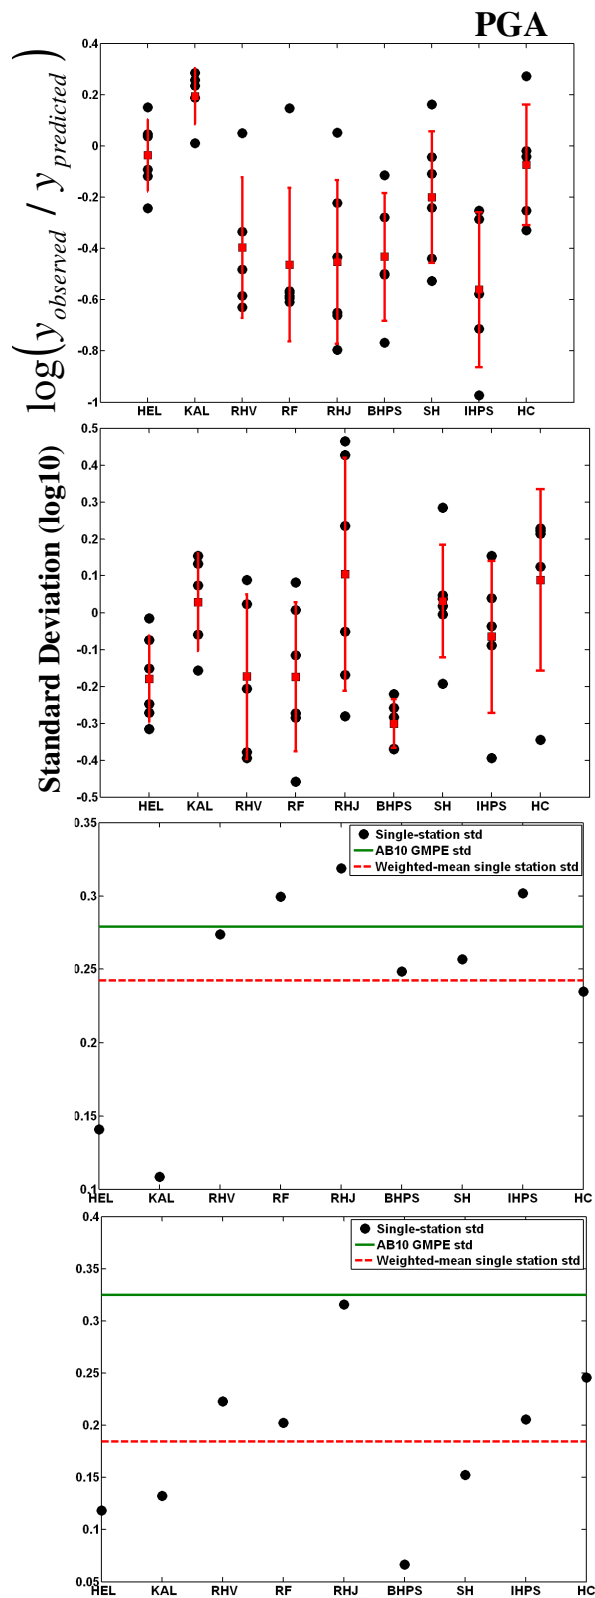 PGA
log(y observed / y predicted)
0.4
0.2
0
-0.2
-0.4
-0.6
-0.8
-1
HEL KAL RHV RF RHJ BHPS SH IHPS HC
Standard Deviation (log10)
0.5
0.4
0.3
0.2
0.1
0
-0.1
-0.2
-0.3
-0.4
-0.5
HEL KAL RHV RF RHJ BHPS SH IHPS HC
0.35
0.3
0.25
0.2
0.15
0.1
Single-station std
AB10 GMPE std
Weighted-mean single station std
HEL KAL RHV RF RHJ BHPS SH IHPS HC
0.4
0.35
0.3
0.25
0.2
0.15
0.1
0.05
Single-station std
AB10 GMPE std
Weighted-mean single station std
HEL KAL RHV RF RHJ BHPS SH IHPS HC